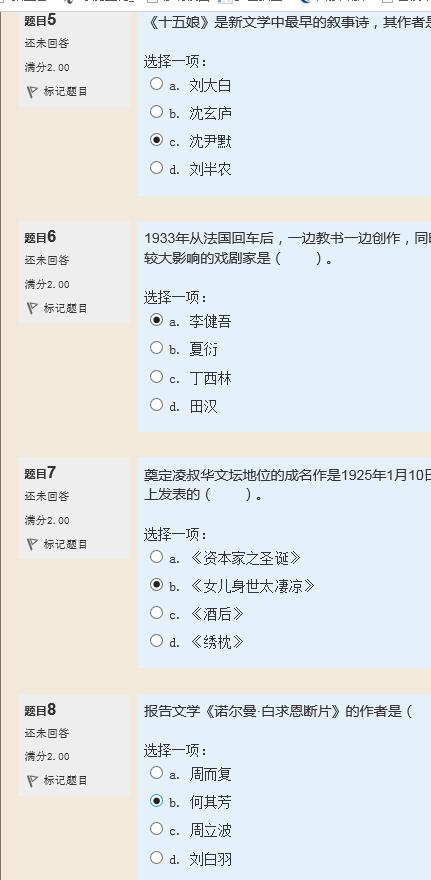 题目5
还未回答
满分2.00
标记题目
《十五娘》是新文学中最早的叙事诗，其作者是
选择一项：
a. 刘大白
b. 沈玄庐
c. 沈尹默
d. 刘半农
题目6
还未回答
满分2.00
标记题目
1933年从法国回车后，一边教书一边创作，同时
较大影响的戏剧家是（　　）。
选择一项：
a. 李健吾
b. 夏衍
c. 丁西林
d. 田汉
题目7
还未回答
满分2.00
标记题目
奠定凌叔华文坛地位的成名作是1925年1月10日
上发表的（　　）。
选择一项：
a. 《资本家之圣诞》
b. 《女儿身世太凄凉》
c. 《酒后》
d. 《绣枕》
题目8
还未回答
满分2.00
标记题目
报告文学《诺尔曼·白求恩断片》的作者是（
选择一项：
a. 周而复
b. 何其芳
c. 周立波
d. 刘白羽